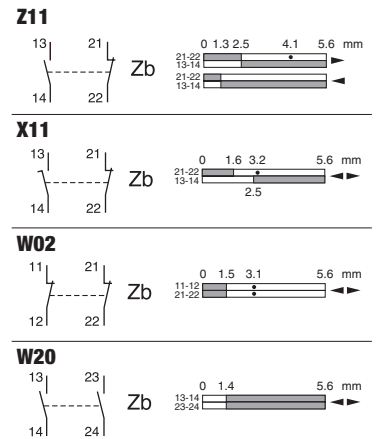 Z11
13 21
0 1.3 2.5 4.1 5.6 mm
21-22
13-14
Zb
21-22
13-14
14 22
X11
13 21
0 1.6 3.2 5.6 mm
21-22
13-14
Zb
2.5
14 22
W02
11 21
0 1.5 3.1 5.6 mm
11-12
21-22
Zb
12 22
W20
13 23
0 1.4 5.6 mm
13-14
23-24
Zb
14 24